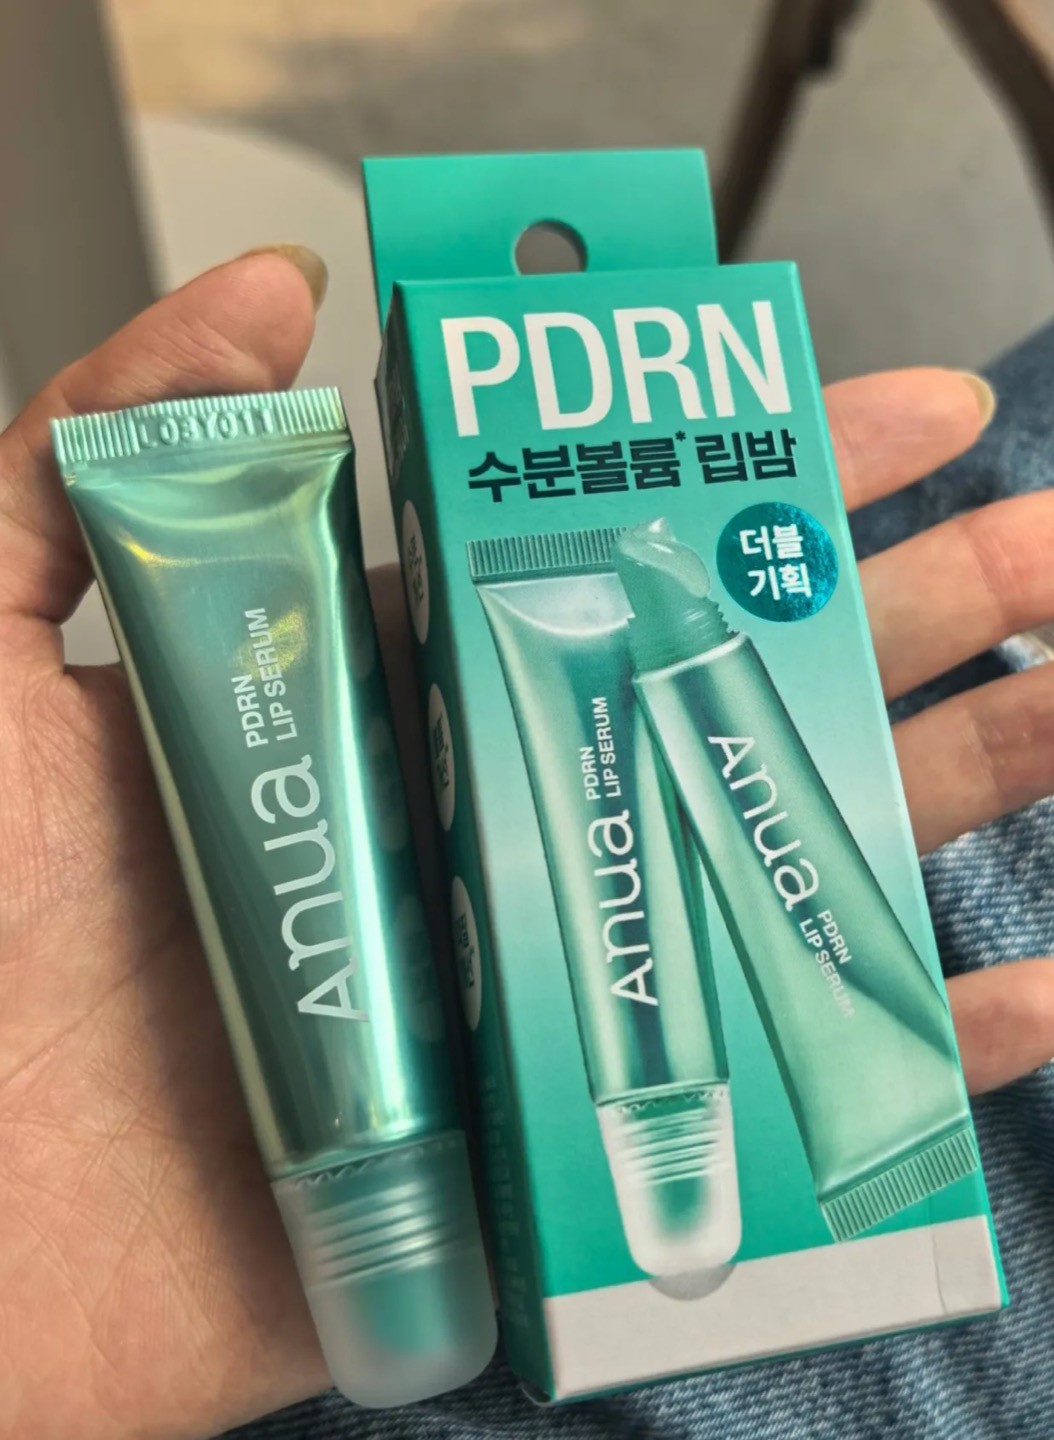 L03Y011
Anua
PDRN
LIP SERUM
PDRN
수분볼륨* 립밤
더블
기획
Anua
PDRN
LIP SERUM
Anua
PDRN
LIP SERUM